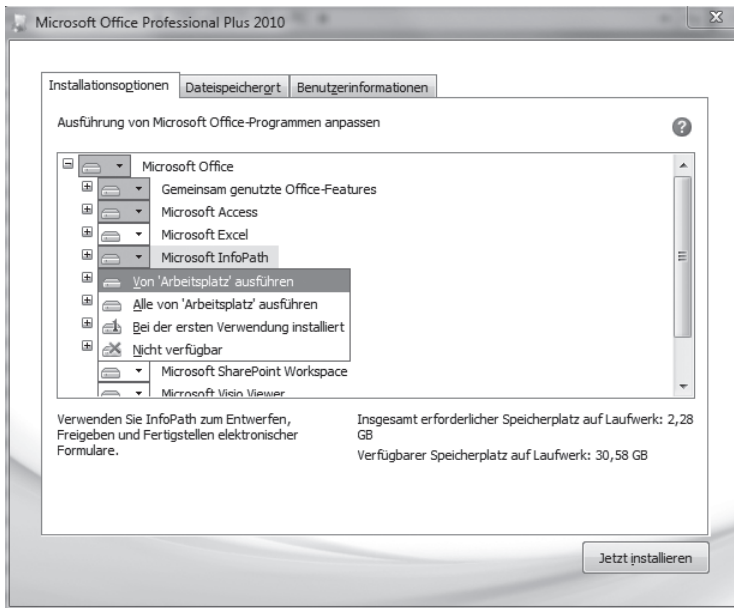 Microsoft Office Professional Plus 2010
Installationsoptionen Dateispeicherort Benutzerinformationen
Ausführung von Microsoft Office-Programmen anpassen
Microsoft Office
Gemeinsam genutzte Office-Features
Microsoft Access
Microsoft Excel
Microsoft InfoPath
Von 'Arbeitsplatz' ausführen
Alle von 'Arbeitsplatz' ausführen
Bei der ersten Verwendung installiert
Nicht verfügbar
Microsoft SharePoint Workspace
Microsoft Visio Viewer
Verwenden Sie InfoPath zum Entwerfen,
Freigeben und Fertigstellen elektronischer
Formulare.
Insgesamt erforderlicher Speicherplatz auf Laufwerk: 2,28
GB
Verfügbarer Speicherplatz auf Laufwerk: 30,58 GB
Jetzt installieren